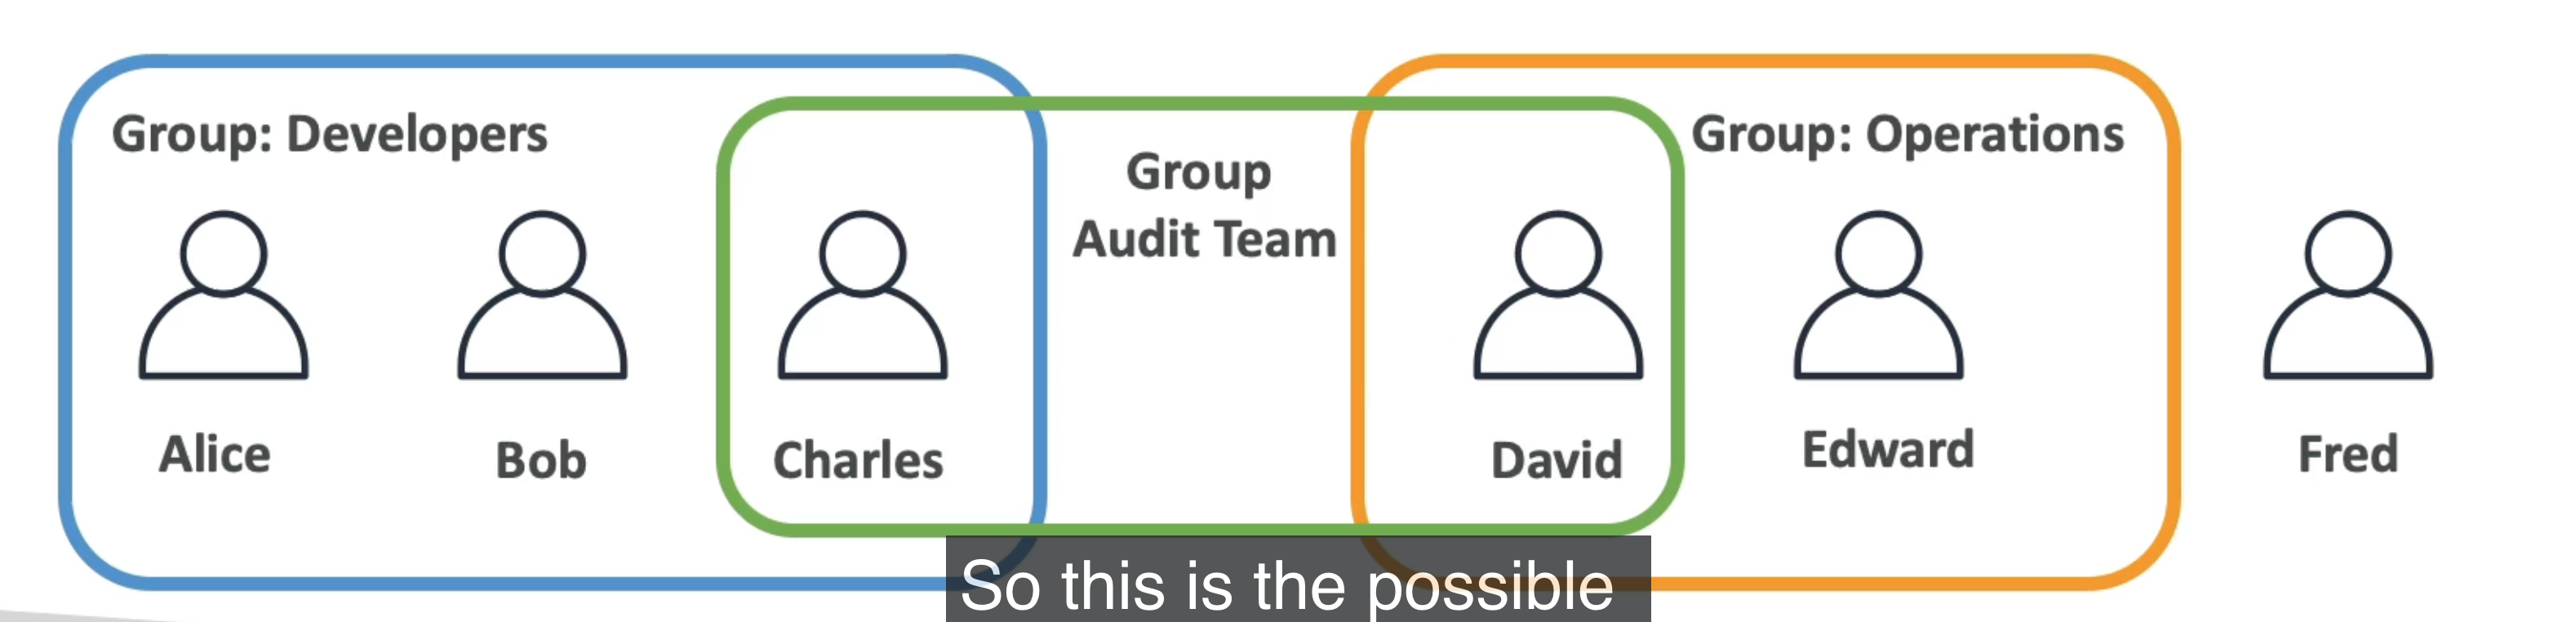 Group: Developers
Group
Audit Team
Group: Operations
Alice
Bob
Charles
David
Edward
Fred
So this is the possible